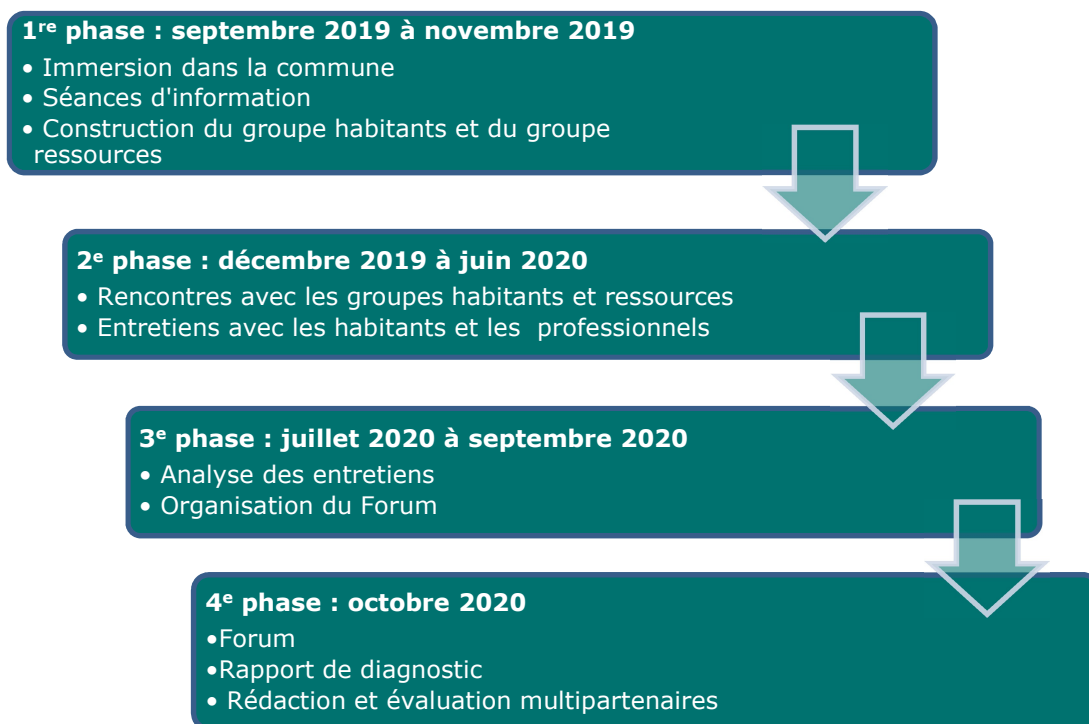 1re phase : septembre 2019 à novembre 2019
• Immersion dans la commune
• Séances d'information
• Construction du groupe habitants et du groupe
ressources
2e phase : décembre 2019 à juin 2020
• Rencontres avec les groupes habitants et ressources
• Entretiens avec les habitants et les professionnels
3e phase : juillet 2020 à septembre 2020
• Analyse des entretiens
• Organisation du Forum
4e phase : octobre 2020
•Forum
•Rapport de diagnostic
• Rédaction et évaluation multipartenaires